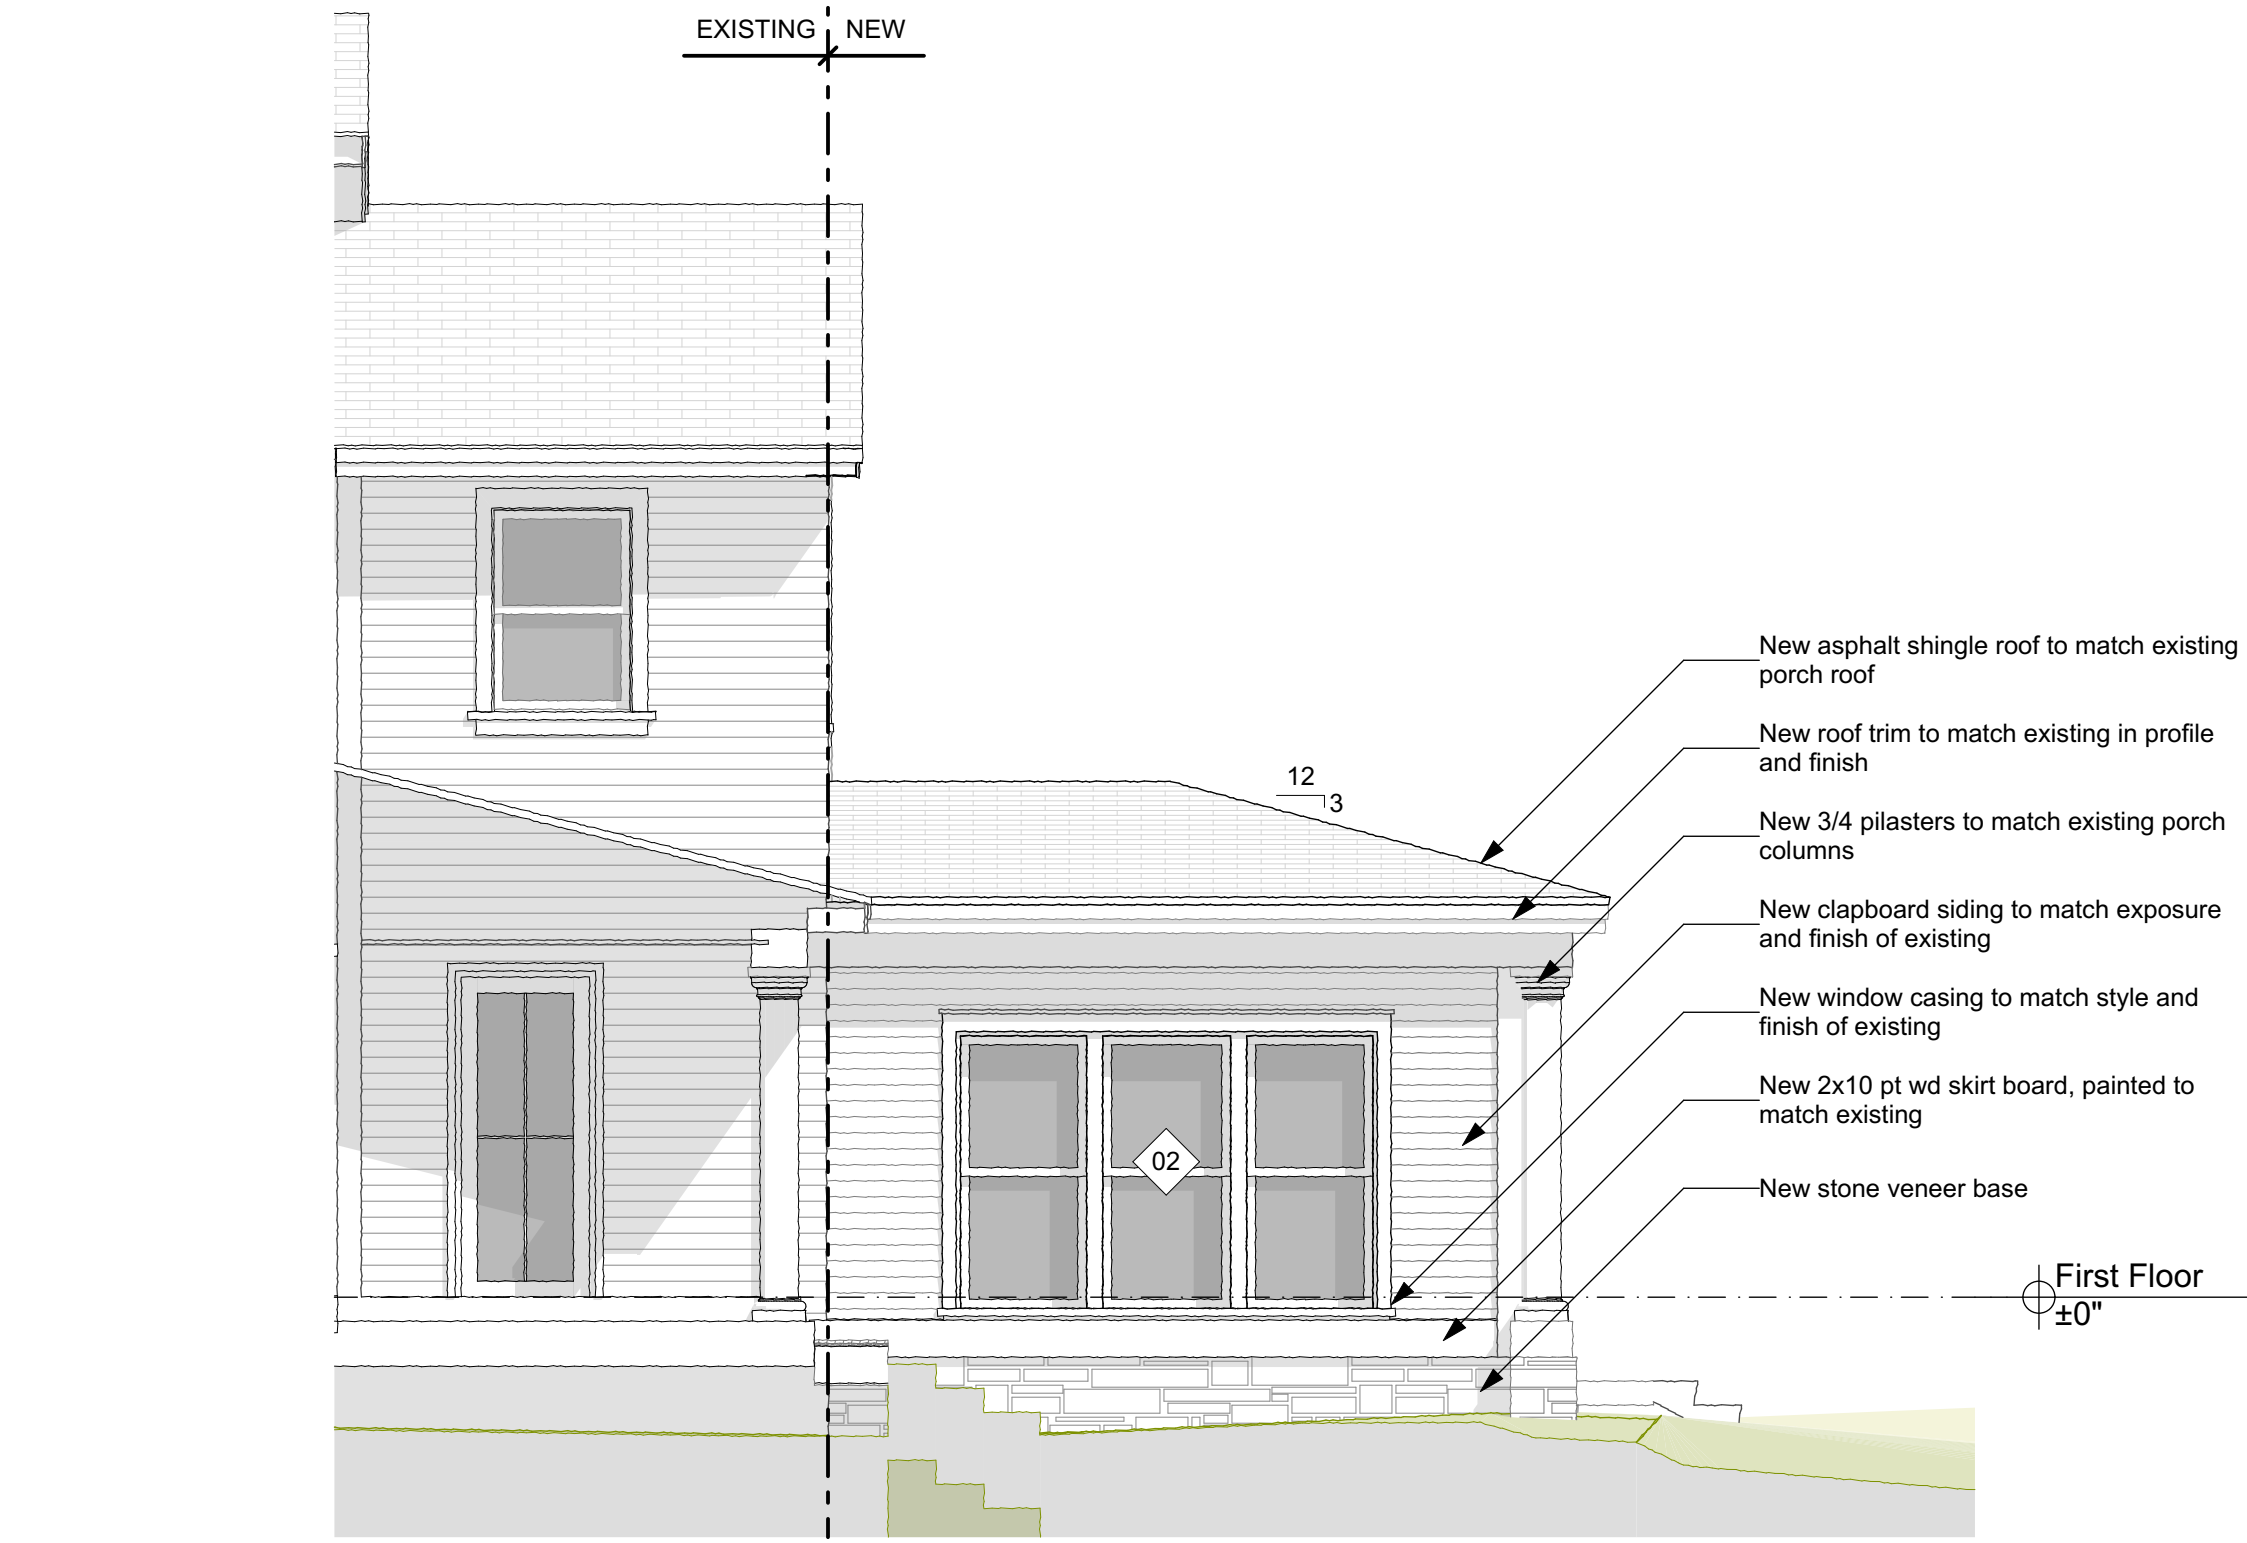 EXISTING NEW
New asphalt shingle roof to match existing
porch roof
New roof trim to match existing in profile
and finish
12
3
New 3/4 pilasters to match existing porch
columns
New clapboard siding to match exposure
and finish of existing
New window casing to match style and
finish of existing
New 2x10 pt wd skirt board, painted to
match existing
02
New stone veneer base
First Floor
±0"